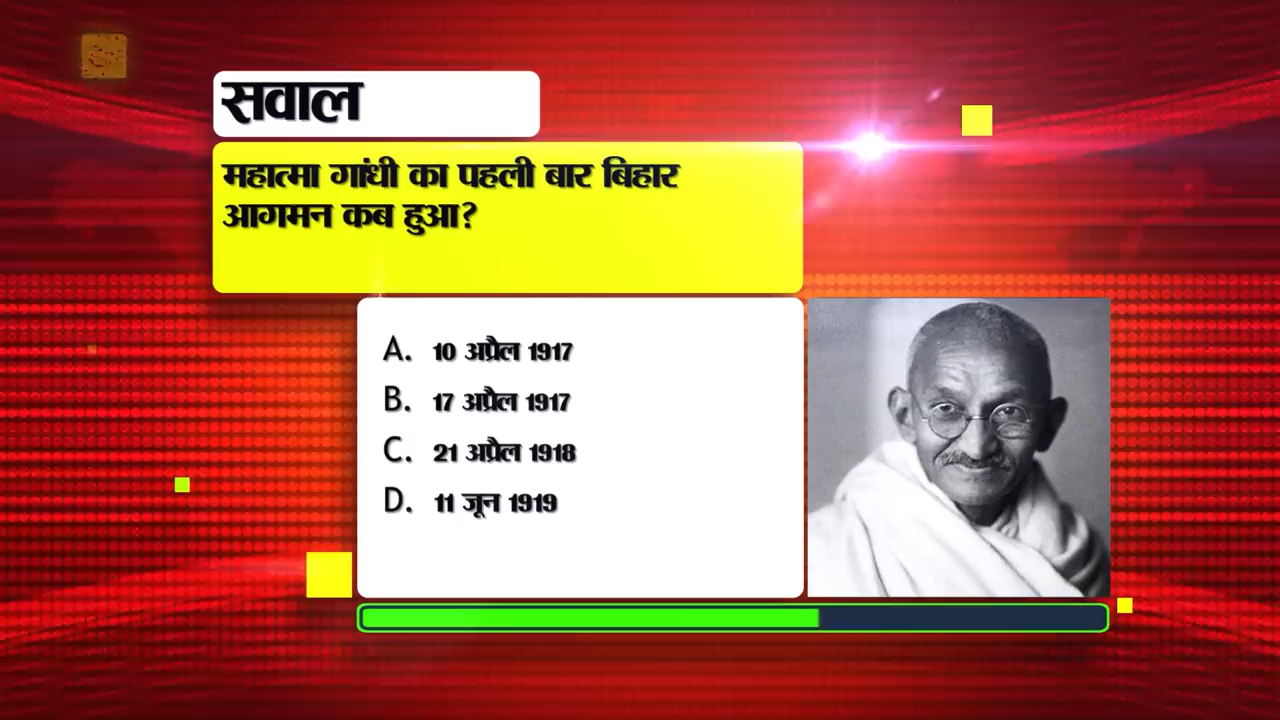 सवाल
महात्मा गांधी का पहली बार बिहार
आगमन कब हुआ?
A. 10 अप्रैल 1917
B. 17 अप्रैल 1917
C. 21 अप्रैल 1918
D. 11 जून 1919